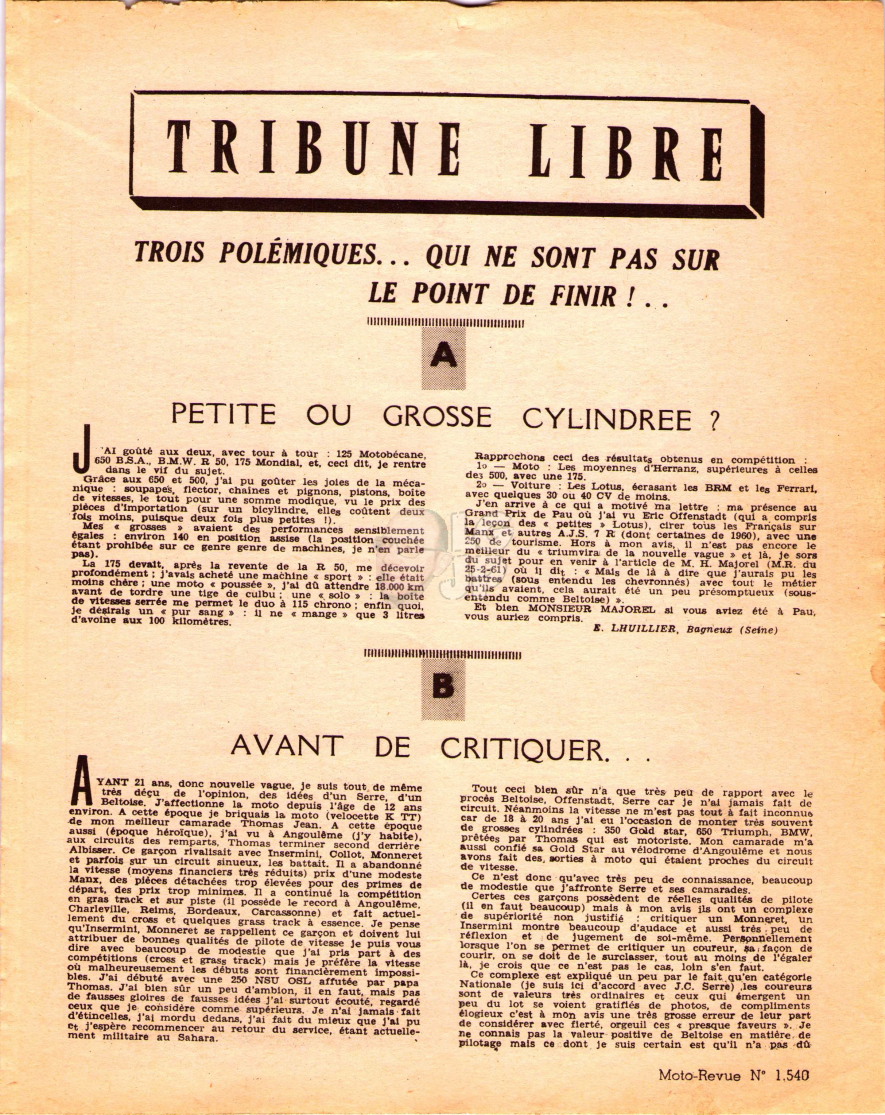 TRIBUNE LIBRE
TROIS POLÉMIQUES... QUI NE SONT PAS SUR
LE POINT DE FINIR !..
A
PETITE OU GROSSE CYLINDREE ?
J'AI goûté aux deux, avec tour à tour : 125 Motobécane,
650 B.S.A., B.M.W. R 50, 175 Mondial, et, ceci dit, je rentre
dans le vif du sujet.
Grâce aux 650 et 500, j'ai pu goûter les joies de la méca-
nique : soupapes, flector, chaînes et pignons, pistons, boîte
de vitesses, le tout pour une somme modique, vu le prix des
pièces d'importation (sur un bicylindre, elles coûtent deux
fois moins, puisque deux fois plus petites !).
Mes « grosses » avaient des performances sensiblement
égales : environ 140 en position assise (la position couchée
étant prohibée sur ce genre genre de machines, je n'en parle
pas).
La 175 devait, après la revente de la R 50, me décevoir
profondément ; j'avais acheté une machine « sport » : elle était
moins chère ; une moto « poussée », j'ai dû attendre 18.000 km
avant de tordre une tige de culbu ; une « solo » : la boîte
de vitesses serrée me permet le duo à 115 chrono ; enfin quoi,
je désirais un « pur sang » : il ne « mange » que 3 litres
d'avoine aux 100 kilomètres.
Rapprochons ceci des résultats obtenus en compétition :
1o — Moto : Les moyennes d'Herranz, supérieures à celles
des 500, avec une 175.
2o — Voiture : Les Lotus, écrasant les BRM et les Ferrari,
avec quelques 30 ou 40 CV de moins.
J'en arrive à ce qui a motivé ma lettre : ma présence au
Grand Prix de Pau où j'ai vu Eric Offenstadt (qui a compris
la leçon des « petites » Lotus), cirer tous les Français sur
Manx et autres A.J.S. 7 R (dont certaines de 1960), avec une
250 de tourisme. Hors à mon avis, il n'est pas encore le
meilleur du « triumvira de la nouvelle vague » et là, je sors
du sujet pour en venir à l'article de M. H. Majorel (M.R. du
25-2-61) où il dit : « Mais de là à dire que j'aurais pu les
battres (sous entendu les chevronnés) avec tout le métier
qu'ils avaient, cela aurait été un peu présomptueux (sous-
entendu comme Beltoise) ».
Et bien MONSIEUR MAJOREL si vous aviez été à Pau,
vous auriez compris.
E. LHUILLIER, Bagneux (Seine)
B
AVANT DE CRITIQUER...
AYANT 21 ans, donc nouvelle vague, je suis tout de même
très déçu de l'opinion, des idées d'un Serre, d'un
Beltoise. J'affectionne la moto depuis l'âge de 12 ans
environ. A cette époque je briquais la moto (velocette K TT)
de mon meilleur camarade Thomas Jean. A cette époque
aussi (époque héroïque), j'ai vu à Angoulême (j'y habite),
aux circuits des remparts, Thomas terminer second derrière
Albisser. Ce garçon rivalisait avec Insermini, Collot, Monneret
et parfois sur un circuit sinueux, les battait. Il a abandonné
la vitesse (moyens financiers très réduits) prix d'une modeste
Manx, des pièces détachées trop élevées pour des primes de
départ, des prix trop minimes. Il a continué la compétition
en gras track et sur piste (il possède le record à Angoulême,
Charleville, Reims, Bordeaux, Carcassonne) et fait actuel-
lement du cross et quelques grass track à essence. Je pense
qu'Insermini, Monneret se rappellent ce garçon et doivent lui
attribuer de bonnes qualités de pilote de vitesse je puis vous
dire avec beaucoup de modestie que j'ai pris part à des
compétitions (cross et grass track) mais je préfère la vitesse
où malheureusement les débuts sont financièrement impossi-
bles. J'ai débuté avec une 250 NSU OSL affutée par papa
Thomas. J'ai bien sûr un peu d'ambion, il en faut, mais pas
de fausses gloires de fausses idées j'ai surtout écouté, regardé
ceux que je considère comme supérieurs. Je n'ai jamais fait
d'étincelles, j'ai mordu dedans, j'ai fait du mieux que j'ai pu
et j'espère recommencer au retour du service, étant actuelle-
ment militaire au Sahara.
Tout ceci bien sûr n'a que très peu de rapport avec le
procès Beltoise, Offenstadt, Serre car je n'ai jamais fait de
circuit. Néanmoins la vitesse ne m'est pas tout à fait inconnue
car de 18 à 20 ans j'ai eu l'occasion de monter très souvent
de grosses cylindrées : 350 Gold star, 650 Triumph, BMW,
prêtées par Thomas qui est motoriste. Mon camarade m'a
aussi confié sa Gold Star au vélodrome d'Angoulême et nous
avons fait des sorties à moto qui étaient proches du circuit
de vitesse.
Ce n'est donc qu'avec très peu de connaissance, beaucoup
de modestie que j'affronte Serre et ses camarades.
Certes ces garçons possèdent de réelles qualités de pilote
(il en faut beaucoup) mais à mon avis ils ont un complexe
de supériorité non justifié : critiquer un Monneret, un
Insermini montre beaucoup d'audace et aussi très peu de
réflexion et de jugement de soi-même. Personnellement
lorsque l'on se permet de critiquer un coureur, sa façon de
courir, on se doit de le surclasser, tout au moins de l'égaler
là, je crois que ce n'est pas le cas, loin s'en faut.
Ce complexe est expliqué un peu par le fait qu'en catégorie
Nationale (je suis ici d'accord avec J.C. Serre) les coureurs
sont de valeurs très ordinaires et ceux qui émergent un
peu du lot se voient gratifiés de photos, de compliments
élogieux c'est à mon avis une très grosse erreur de leur part
de considérer avec fierté, orgueil ces « presque faveurs ». Je
ne connais pas la valeur positive de Beltoise en matière de
pilotage mais ce dont je suis certain est qu'il n'a pas dû
Moto-Revue N° 1.540